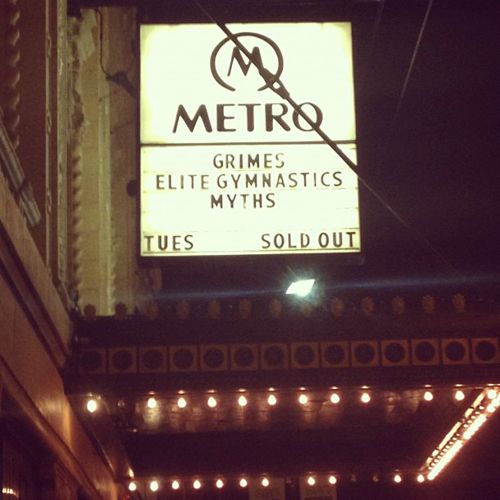 M
METRO
GRIMES
ELITE GYMNASTICS
MYTHS
TUES SOLD OUT